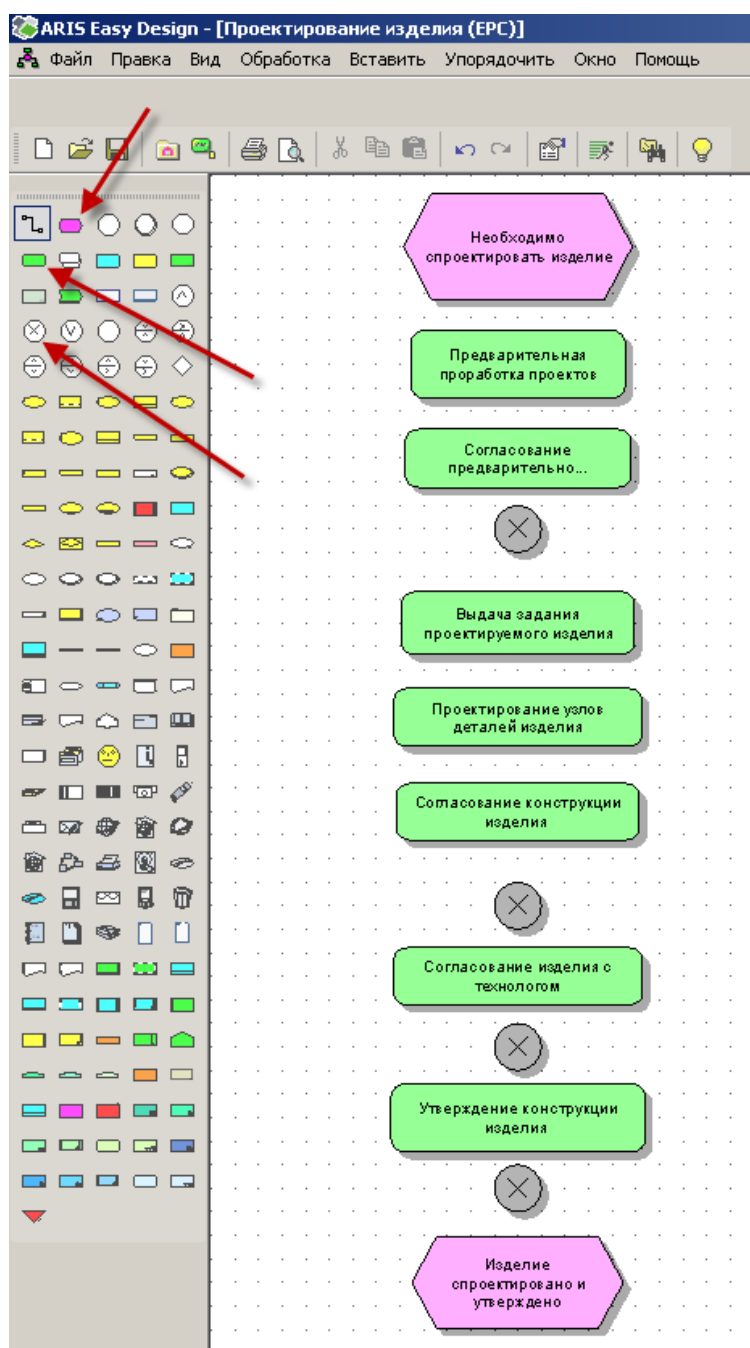 ARIS Easy Design - [Проектирование изделия (EPC)]
Файл Правка Вид Обработка Вставить Упорядочить Окно Помощь
Необходимо
спроектировать изделие
Предварительная
проработка проектов
Согласование
предварительно...
Выдача задания
проектируемого изделия
Проектирование узлов
деталей изделия
Согласование конструкции
изделия
Согласование изделия с
технологом
Утверждение конструкции
изделия
Изделие
спроектировано и
утверждено